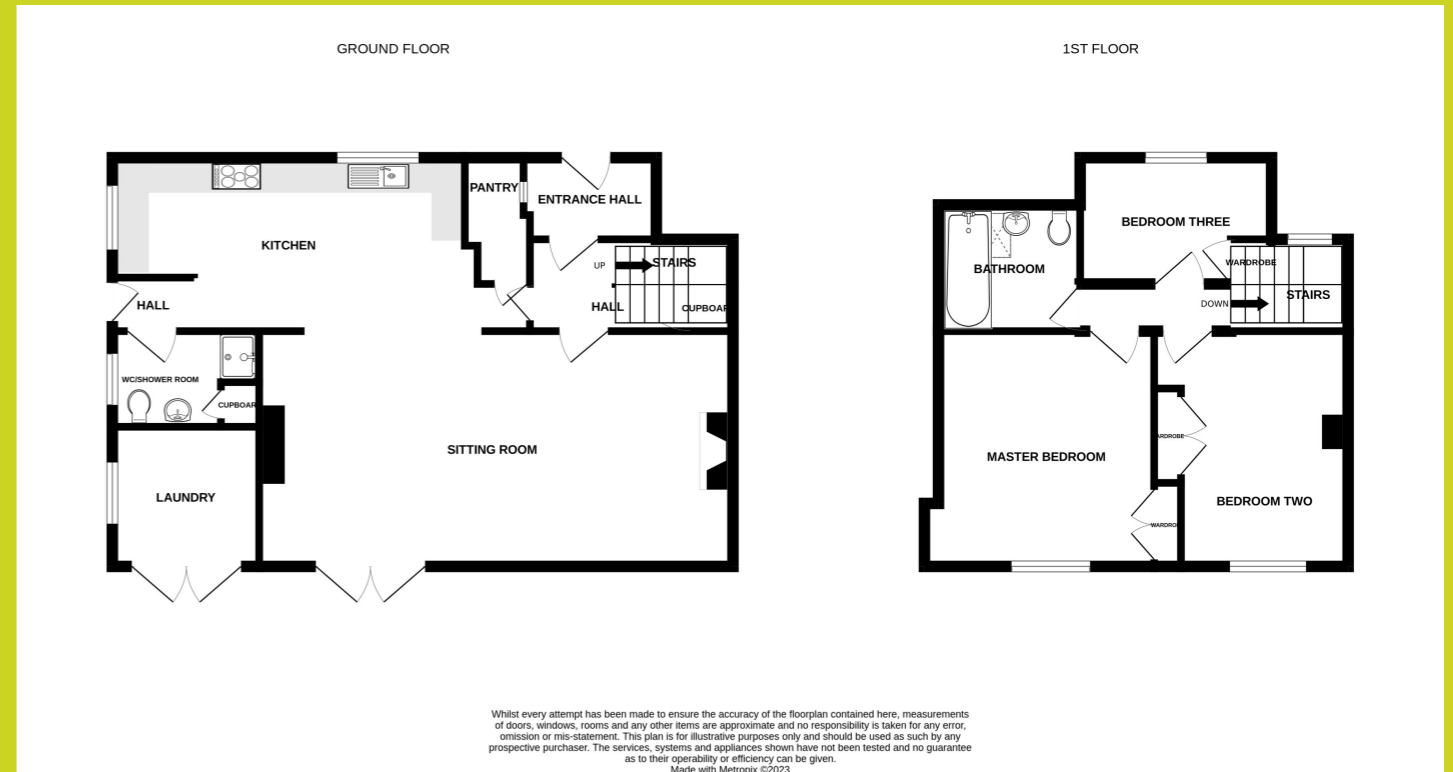 GROUND FLOOR
1ST FLOOR
PANTRY
ENTRANCE HALL
KITCHEN
UP
STAIRS
HALL
HALL
CUPBOAR
WC/SHOWER ROOM
CUPBOAR
SITTING ROOM
LAUNDRY
BEDROOM THREE
BATHROOM
WARDROBE
STAIRS
DOWN
ARDROBE
MASTER BEDROOM
BEDROOM TWO
WARDRO
Whilst every attempt has been made to ensure the accuracy of the floorplan contained here, measurements
of doors, windows, rooms and any other items are approximate and no responsibility is taken for any error,
omission or mis-statement. This plan is for illustrative purposes only and should be used as such by any
prospective purchaser. The services, systems and appliances shown have not been tested and no guarantee
as to their operability or efficiency can be given.
Made with Metropix ©2023